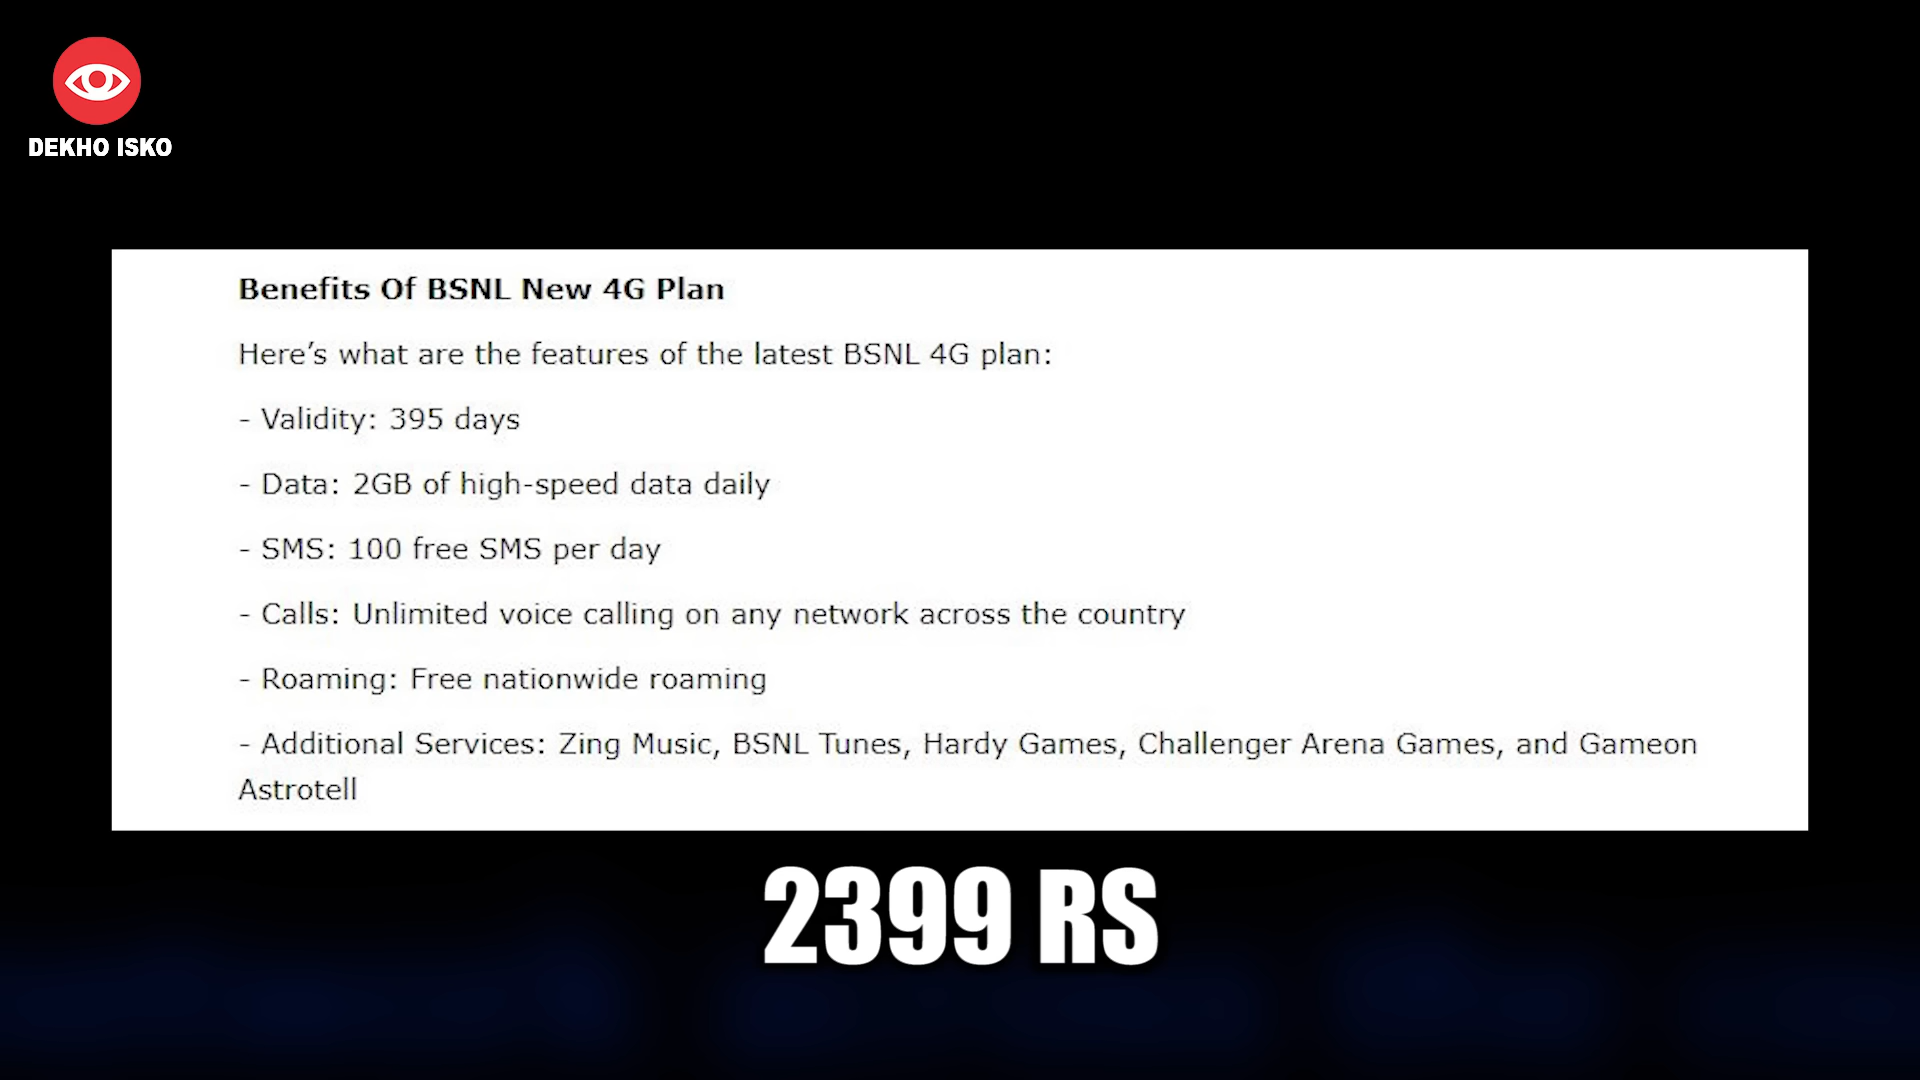 DEKHO ISKO
Benefits Of BSNL New 4G Plan
Here’s what are the features of the latest BSNL 4G plan:
- Validity: 395 days
- Data: 2GB of high-speed data daily
- SMS: 100 free SMS per day
- Calls: Unlimited voice calling on any network across the country
- Roaming: Free nationwide roaming
- Additional Services: Zing Music, BSNL Tunes, Hardy Games, Challenger Arena Games, and Gameon
Astrotell
2399 RS